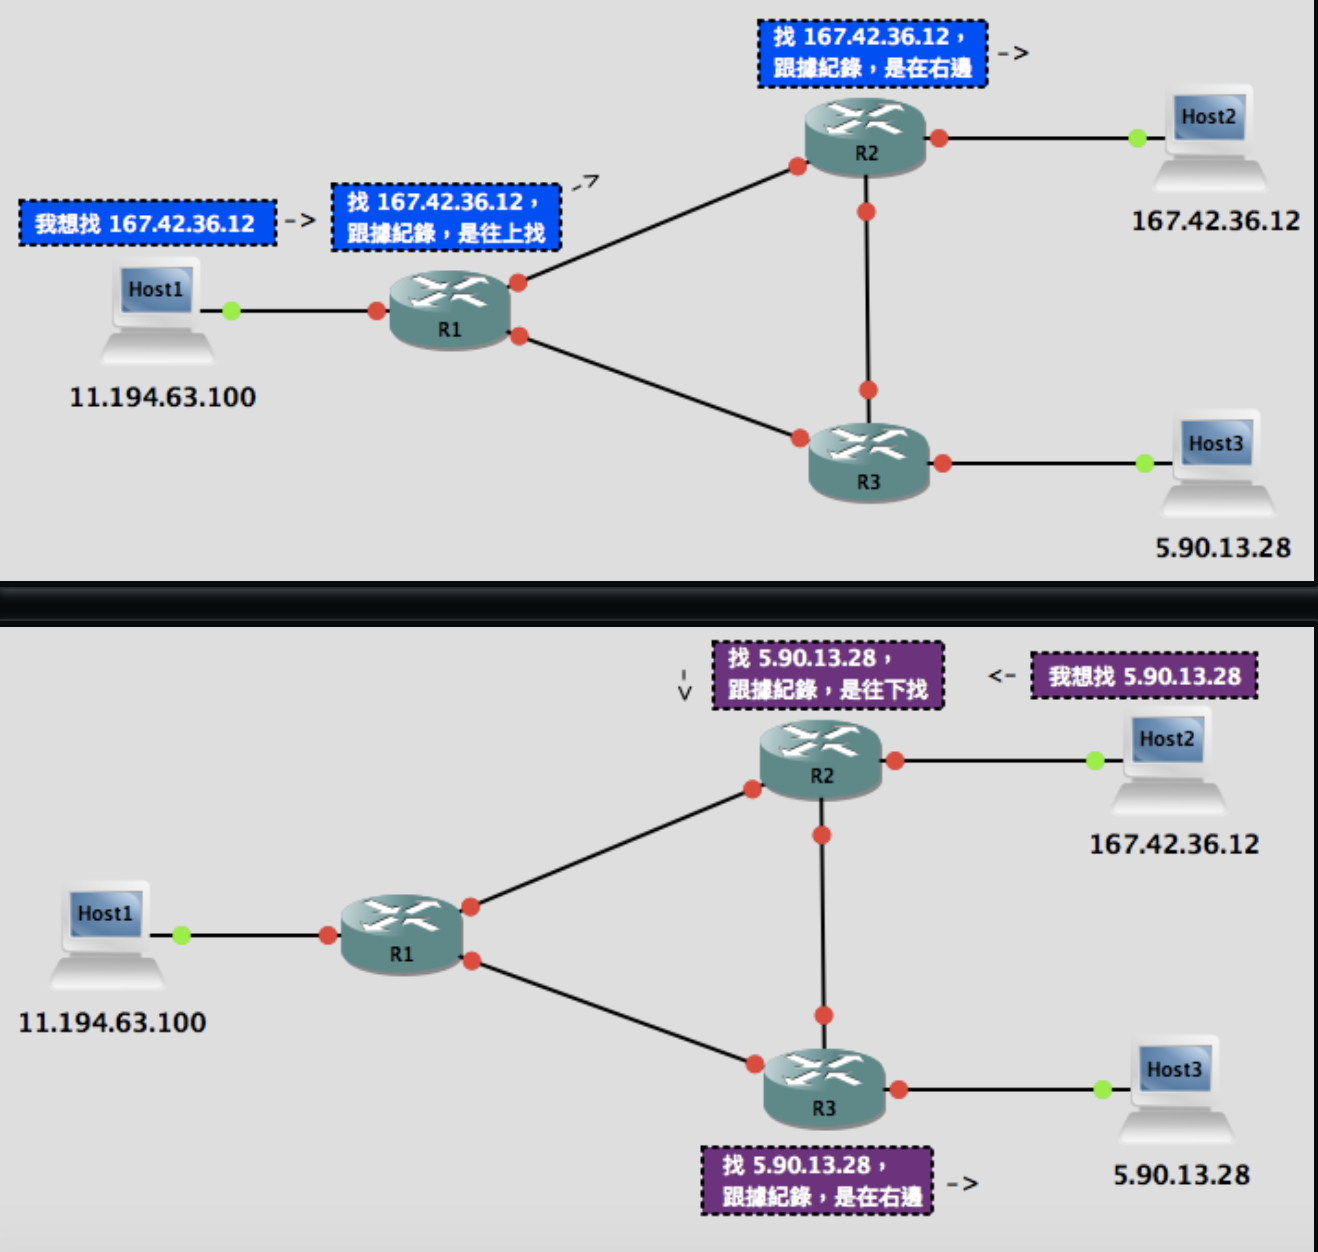 找 167.42.36.12，
跟據紀錄，是在右邊
->
Host2
R2
167.42.36.12
我想找 167.42.36.12
->
找 167.42.36.12，
跟據紀錄，是往上找
->
Host1
R1
11.194.63.100
Host3
R3
5.90.13.28
找 5.90.13.28，
跟據紀錄，是往下找
->
<-
我想找 5.90.13.28
Host2
R2
167.42.36.12
Host1
R1
11.194.63.100
Host3
R3
5.90.13.28
找 5.90.13.28，
跟據紀錄，是在右邊
->